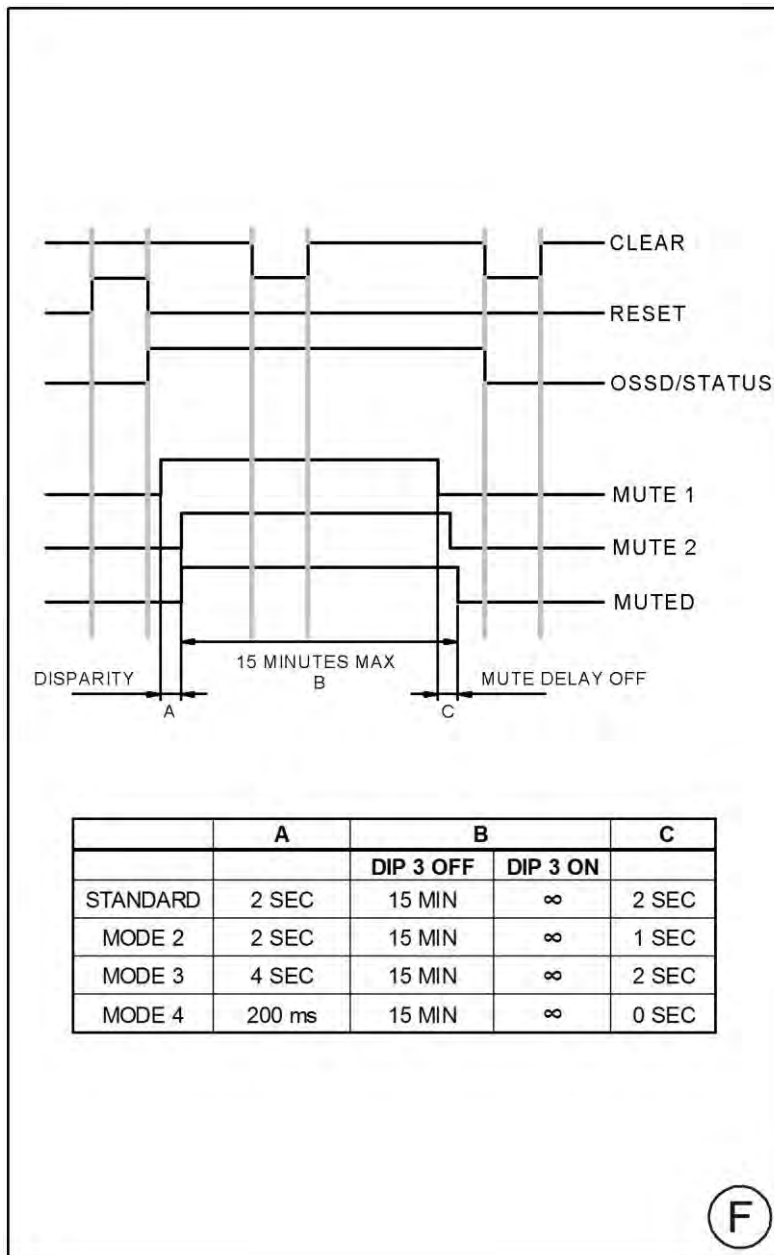 CLEAR
RESET
OSSD/STATUS
MUTE 1
MUTE 2
MUTED
DISPARITY
15 MINUTES MAX
MUTE DELAY OFF
A
B
C
A B C
DIP 3 OFF DIP 3 ON
STANDARD 2 SEC 15 MIN ∞ 2 SEC
MODE 2 2 SEC 15 MIN ∞ 1 SEC
MODE 3 4 SEC 15 MIN ∞ 2 SEC
MODE 4 200 ms 15 MIN ∞ 0 SEC
F